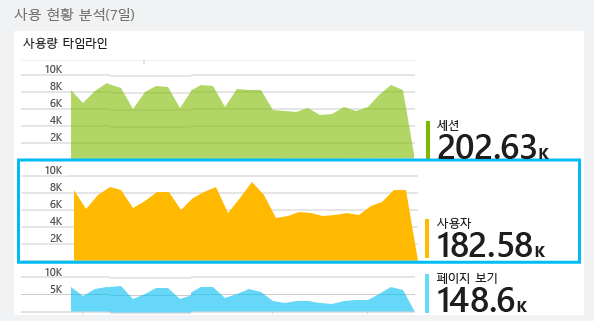 사용 현황 분석(7일)
사용량 타임라인
10K
8K
6K
4K
2K
세션
202.63K
10K
8K
6K
4K
2K
사용자
182.58K
10K
5K
페이지 보기
148.6K